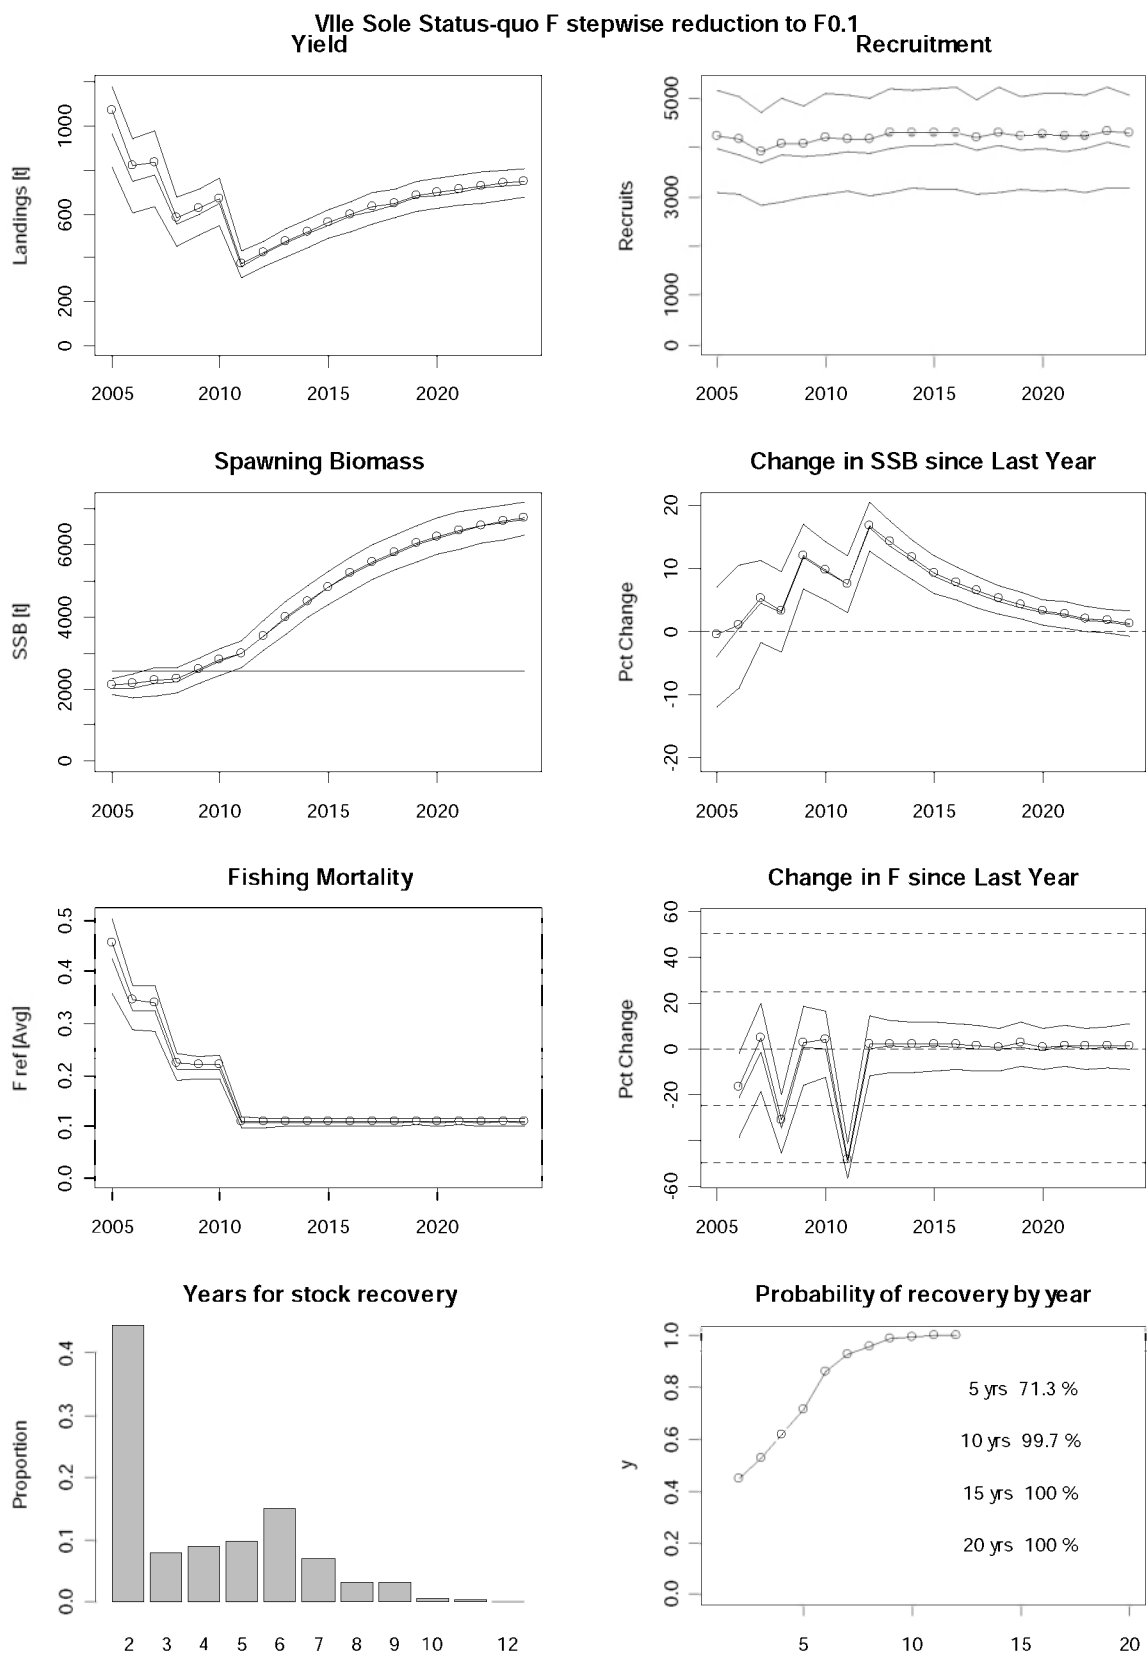 VIIe Sole Status-quo F stepwise reduction to F0.1
Yield
Recruitment
Landings [t]
0 200 600 1000
2005 2010 2015 2020
Recruits
0 1000 3000 5000
2005 2010 2015 2020
Spawning Biomass
Change in SSB since Last Year
SSB [t]
0 2000 4000 6000
2005 2010 2015 2020
Pct Change
-20 -10 0 10 20
2005 2010 2015 2020
Fishing Mortality
Change in F since Last Year
F ref [Avg]
0.0 0.1 0.2 0.3 0.4 0.5
2005 2010 2015 2020
Pct Change
-60 -20 0 20 40 60
2005 2010 2015 2020
Years for stock recovery
Probability of recovery by year
Proportion
0.0 0.1 0.2 0.3 0.4
2 3 4 5 6 7 8 9 10 12
y
0.0 0.2 0.4 0.6 0.8 1.0
5 yrs 71.3 %
10 yrs 99.7 %
15 yrs 100 %
20 yrs 100 %
5 10 15 20